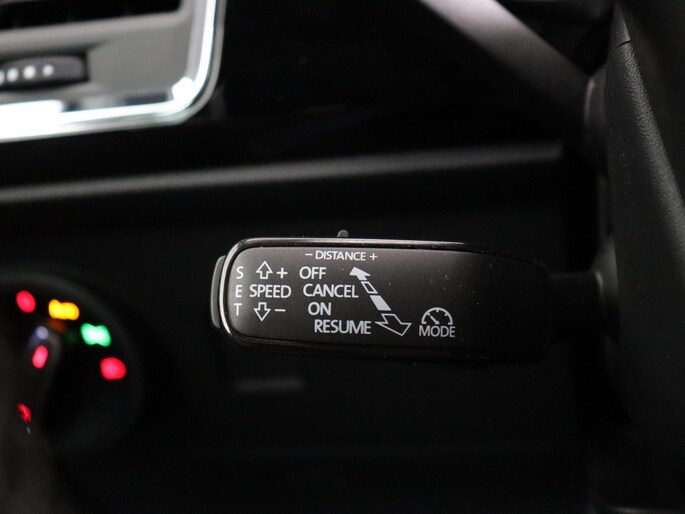 - DISTANCE +
S + OFF
E SPEED CANCEL
T - ON
RESUME MODE